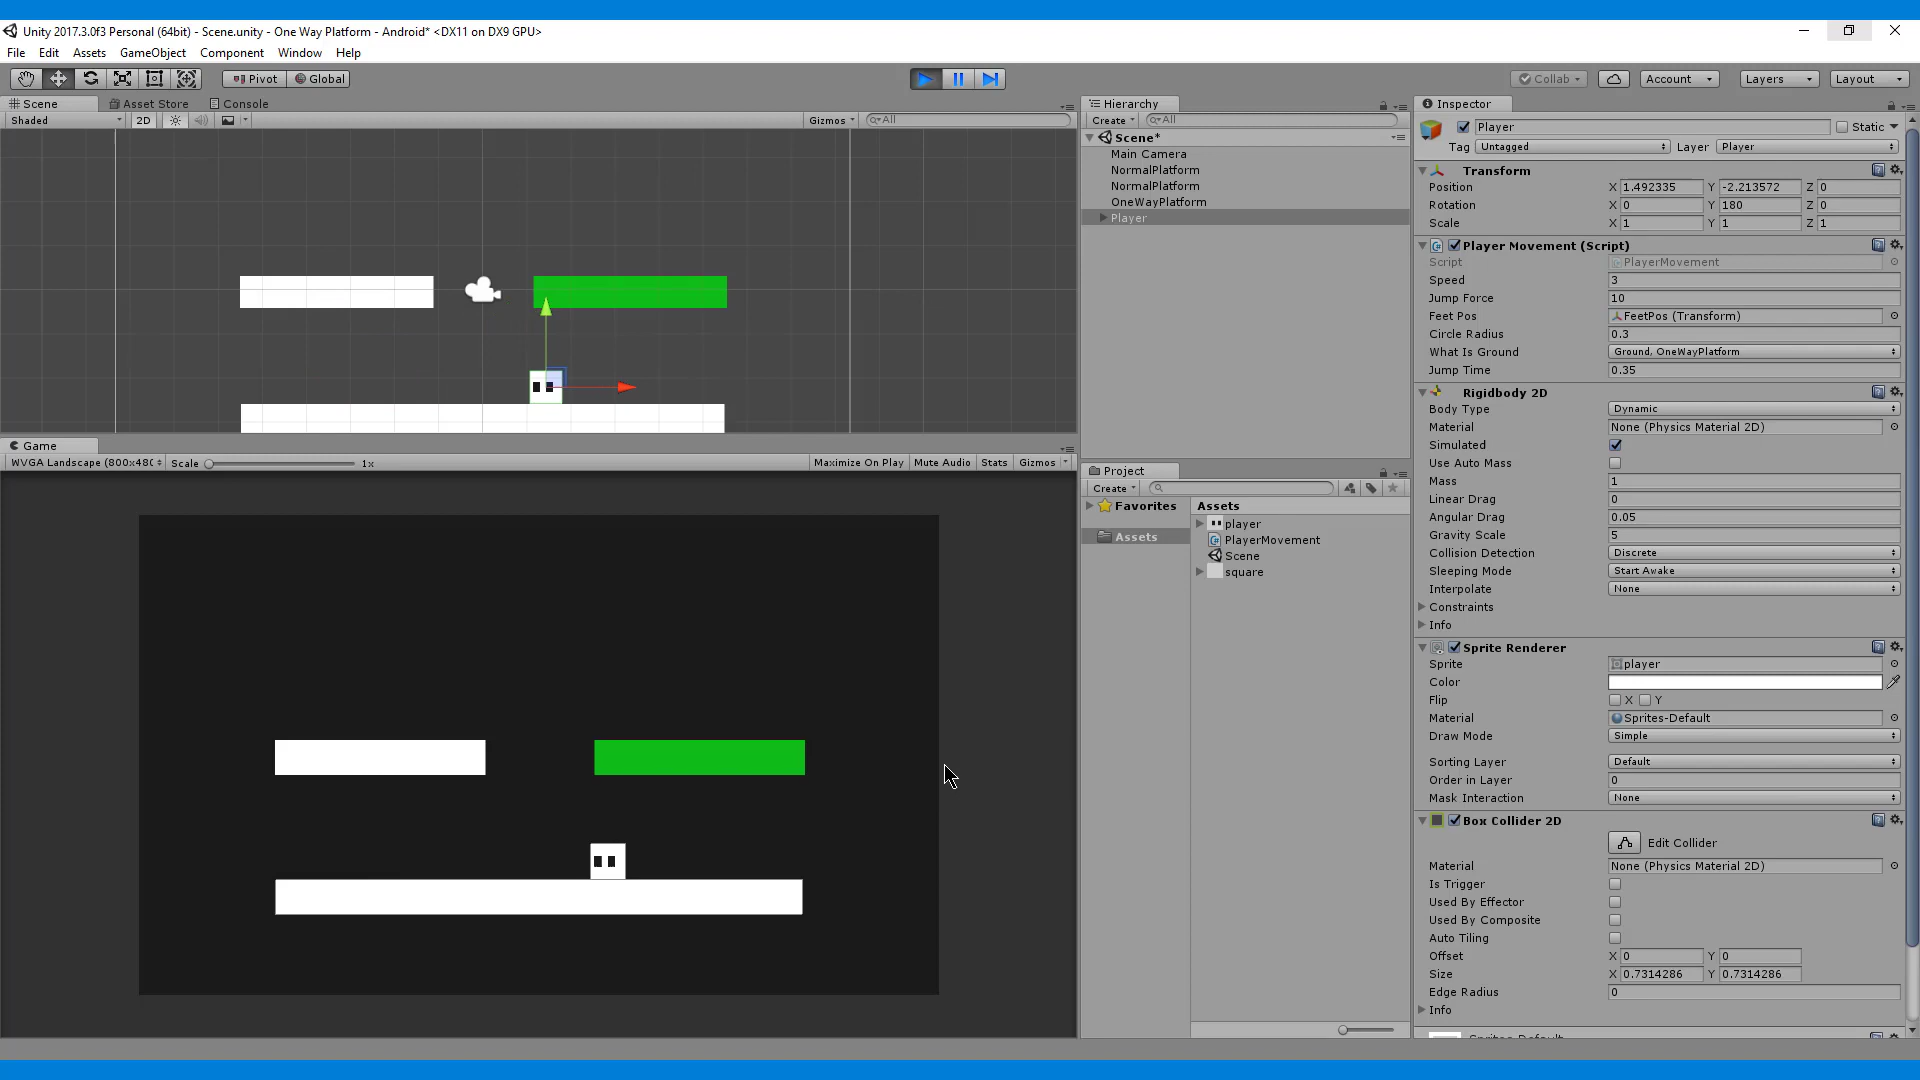 Unity 2017.3.0f3 Personal (64bit) - Scene.unity - One Way Platform - Android* <DX11 on DX9 GPU>
File Edit Assets GameObject Component Window Help
Pivot Global Collab Account Layers Layout
Scene Asset Store Console
Shaded 2D Gizmos All
Game
WVGA Landscape (800x48( Scale 1x Maximize On Play Mute Audio Stats Gizmos
Hierarchy
Create All
Scene*
Main Camera
NormalPlatform
NormalPlatform
OneWayPlatform
Player
Project
Create
Favorites
Assets
Assets
player
PlayerMovement
Scene
square
Inspector
Player Static
Tag Untagged Layer Player
Transform
Position X 1.492335 Y -2.213572 Z 0
Rotation X 0 Y 180 Z 0
Scale X 1 Y 1 Z 1
Player Movement (Script)
Script PlayerMovement
Speed 3
Jump Force 10
Feet Pos FeetPos (Transform)
Circle Radius 0.3
What Is Ground Ground, OneWayPlatform
Jump Time 0.35
Rigidbody 2D
Body Type Dynamic
Material None (Physics Material 2D)
Simulated
Use Auto Mass
Mass 1
Linear Drag 0
Angular Drag 0.05
Gravity Scale 5
Collision Detection Discrete
Sleeping Mode Start Awake
Interpolate None
Constraints
Info
Sprite Renderer
Sprite player
Color
Flip X Y
Material Sprites-Default
Draw Mode Simple
Sorting Layer Default
Order in Layer 0
Mask Interaction None
Box Collider 2D
Edit Collider
Material None (Physics Material 2D)
Is Trigger
Used By Effector
Used By Composite
Auto Tiling
Offset X 0 Y 0
Size X 0.7314286 Y 0.7314286
Edge Radius 0
Info